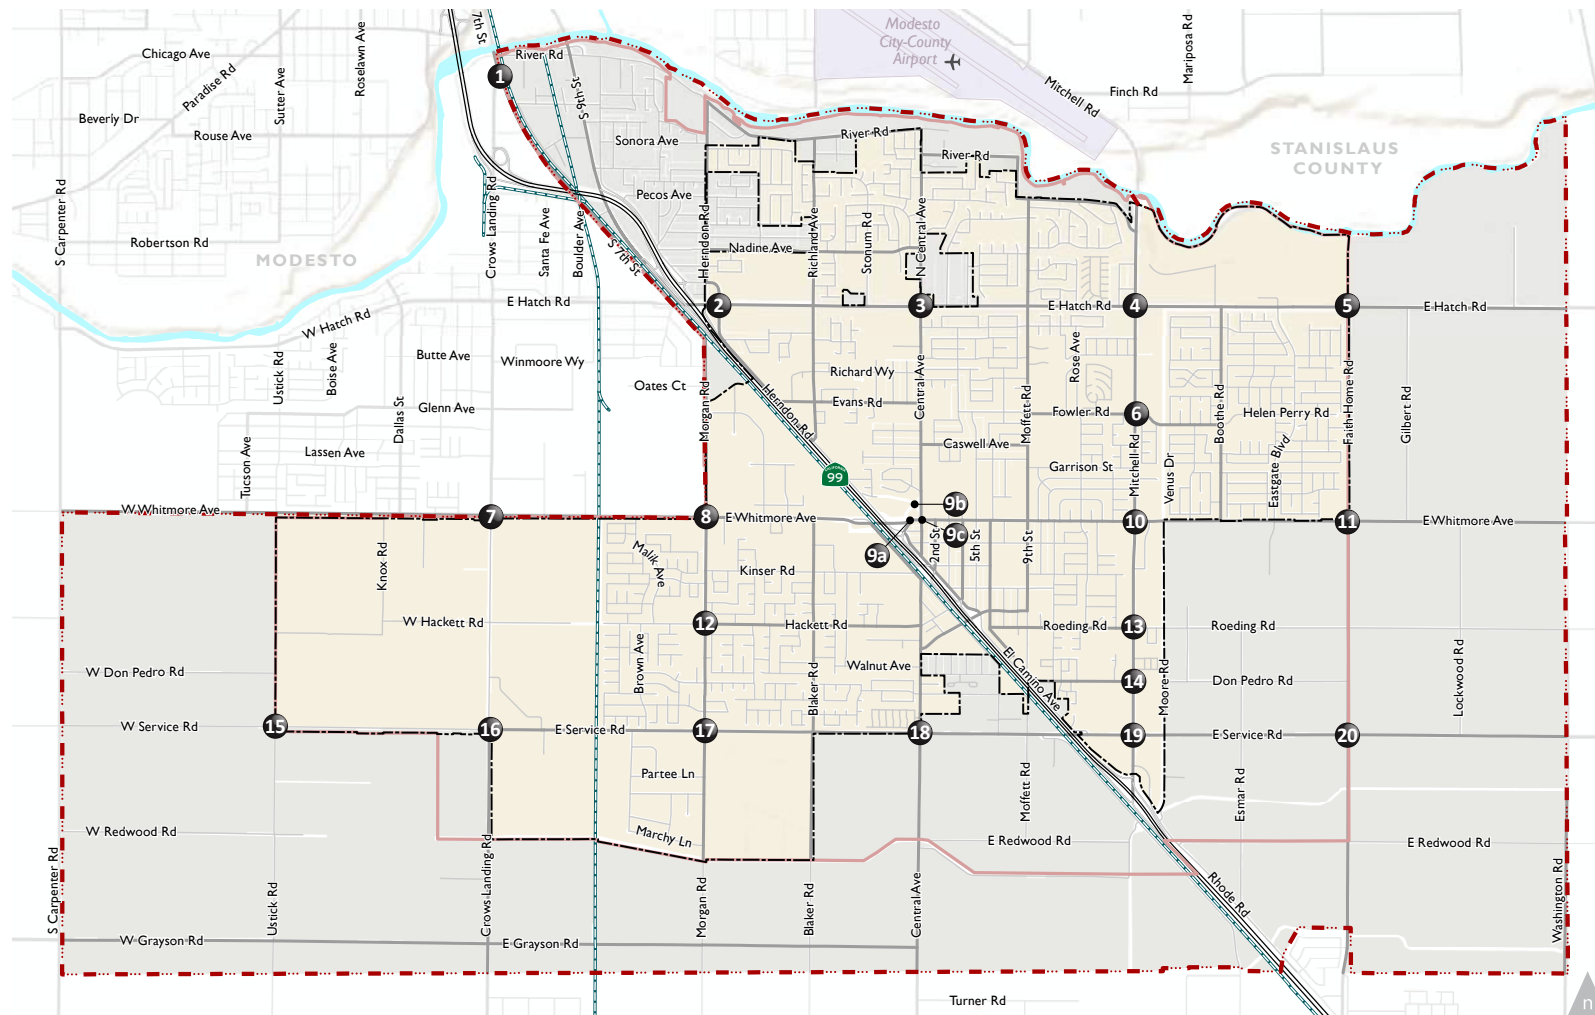 7th St
Modesto
City-County
Airport
Mariposa Rd
Chicago Ave
Roselawn Ave
River Rd
1
Paradise Rd
Sutter Ave
S 9th St
Mitchell Rd
Finch Rd
Beverly Dr
Rouse Ave
Sonora Ave
River Rd
River Rd
STANISLAUS
COUNTY
S Carpenter Rd
Pecos Ave
Crows Landing Rd
Santa Fe Ave
Boulder Ave
S 7th St
Herndon Rd
Richland Ave
Stonum Rd
N Central Ave
Robertson Rd
MODESTO
Nadine Ave
E Hatch Rd
2
3
E Hatch Rd
4
5
E Hatch Rd
W Hatch Rd
Ustick Rd
Boise Ave
Butte Ave
Winmoore Wy
Oates Ct
Richard Wy
Rose Ave
Central Ave
Dallas St
Glenn Ave
Morgan Rd
Herndon Rd
Evans Rd
Moffett Rd
Fowler Rd
6
Boothe Rd
Helen Perry Rd
Faith Home Rd
Gilbert Rd
Tucson Ave
Lassen Ave
Caswell Ave
CALIFORNIA
99
Garrison St
Mitchell Rd
Venus Dr
Eastgate Blvd
W Whitmore Ave
7
8
E Whitmore Ave
9b
9c
9a
10
11
E Whitmore Ave
2nd St
5th St
9th St
Knox Rd
Malik Ave
Kinser Rd
W Hackett Rd
12
Hackett Rd
Roeding Rd
13
Roeding Rd
Brown Ave
Blaker Rd
Walnut Ave
El Camino Ave
Moore Rd
Lockwood Rd
W Don Pedro Rd
14
Don Pedro Rd
W Service Rd
15
16
E Service Rd
17
18
19
E Service Rd
20
Partee Ln
Moffett Rd
Esmar Rd
W Redwood Rd
Marchy Ln
E Redwood Rd
E Redwood Rd
S Carpenter Rd
Ustick Rd
Crows Landing Rd
Morgan Rd
Blaker Rd
Central Ave
Rhode Rd
Washington Rd
W Grayson Rd
E Grayson Rd
Turner Rd
n